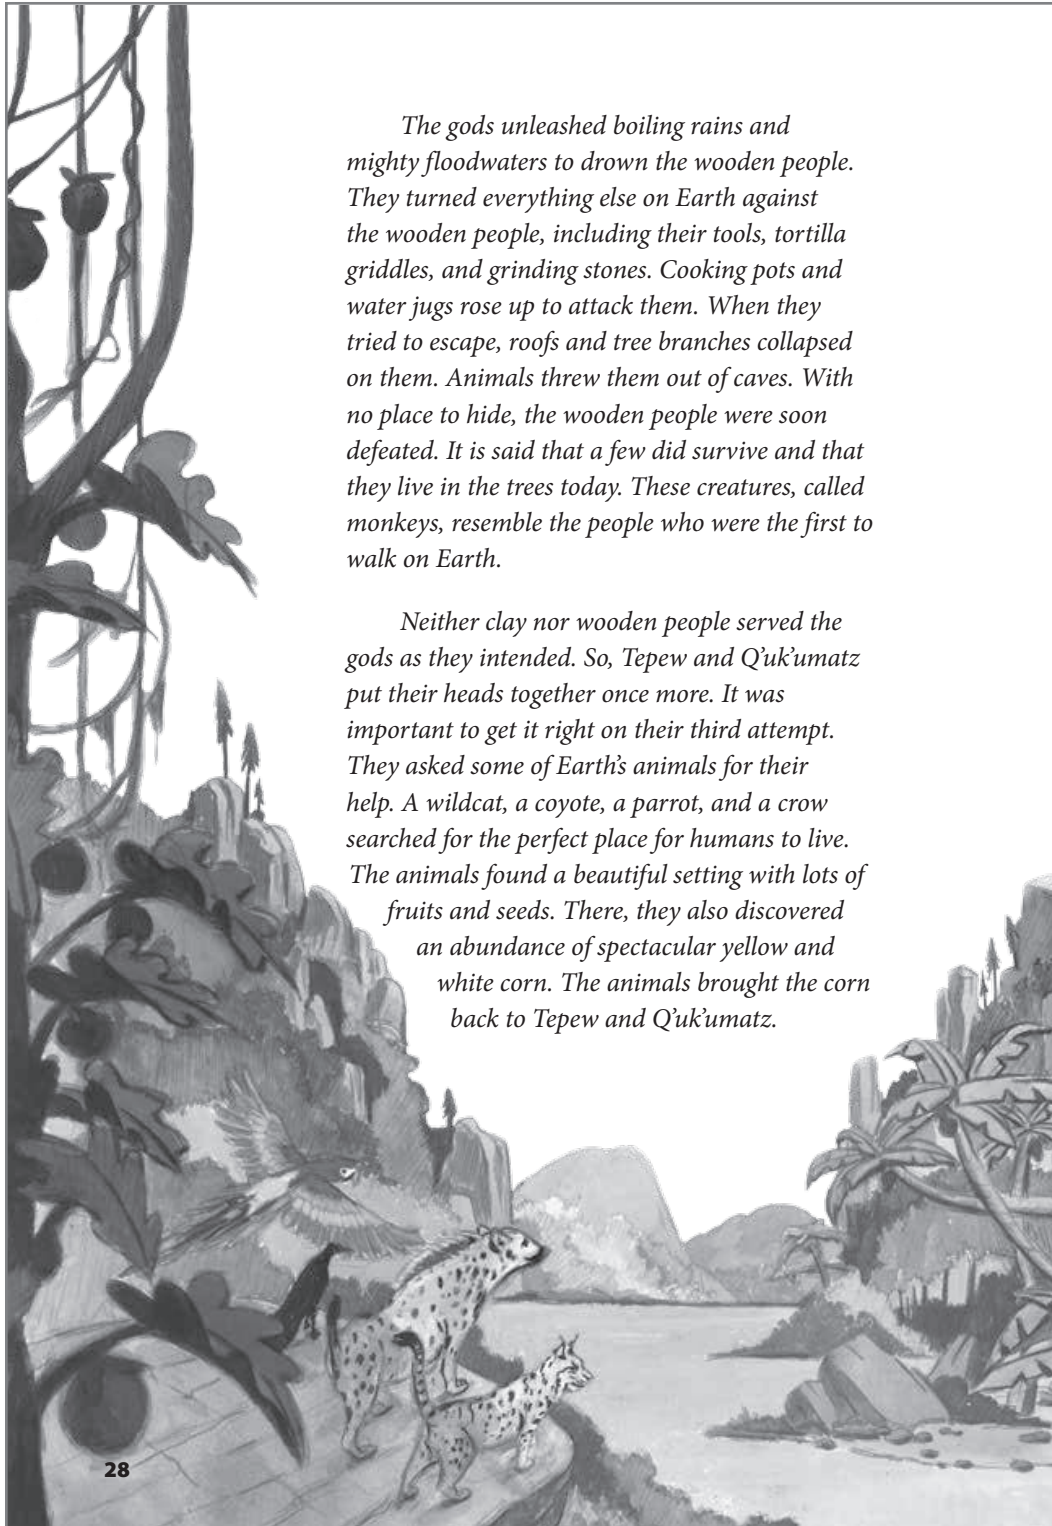 The gods unleashed boiling rains and
mighty floodwaters to drown the wooden people.
They turned everything else on Earth against
the wooden people, including their tools, tortilla
griddles, and grinding stones. Cooking pots and
water jugs rose up to attack them. When they
tried to escape, roofs and tree branches collapsed
on them. Animals threw them out of caves. With
no place to hide, the wooden people were soon
defeated. It is said that a few did survive and that
they live in the trees today. These creatures, called
monkeys, resemble the people who were the first to
walk on Earth.
Neither clay nor wooden people served the
gods as they intended. So, Tepew and Q’uk’umatz
put their heads together once more. It was
important to get it right on their third attempt.
They asked some of Earth’s animals for their
help. A wildcat, a coyote, a parrot, and a crow
searched for the perfect place for humans to live.
The animals found a beautiful setting with lots of
fruits and seeds. There, they also discovered
an abundance of spectacular yellow and
white corn. The animals brought the corn
back to Tepew and Q’uk’umatz.
28